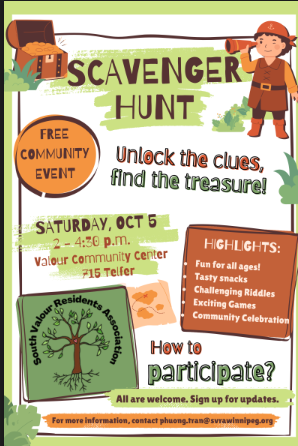 SCAVENGER
HUNT
FREE
COMMUNITY
EVENT
Unlock the clues,
find the treasure!
SATURDAY, OCT 5
2 - 4:30 p.m.
Valour Community Center
715 Telfer
HIGHLIGHTS:
• Fun for all ages!
• Tasty snacks
• Challenging Riddles
• Exciting Games
• Community Celebration
South Valour Residents Association
How to
participate?
All are welcome. Sign up for updates.
For more information, contact phuong.tran@svrawinnipeg.org